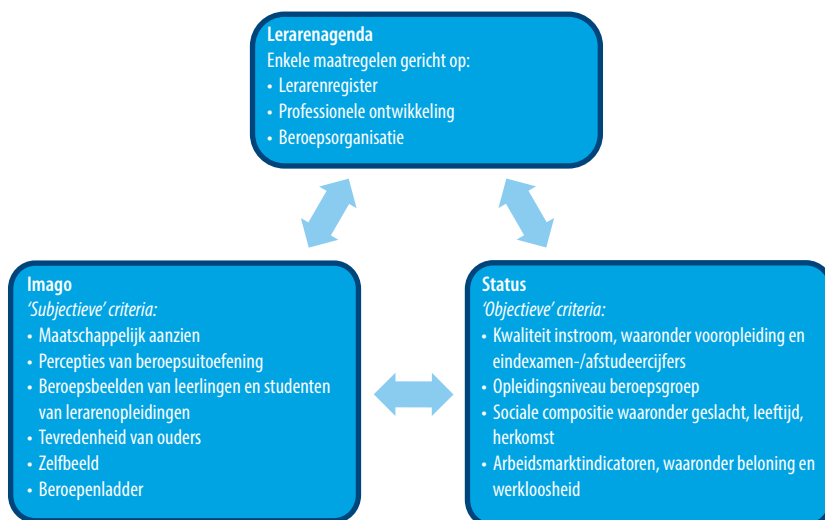 Lerarenagenda
Enkele maatregelen gericht op:
• Lerarenregister
• Professionele ontwikkeling
• Beroepsorganisatie
Imago
‘Subjectieve’ criteria:
• Maatschappelijk aanzien
• Percepties van beroepsuitoefening
• Beroepsbeelden van leerlingen en studenten
van lerarenopleidingen
• Tevredenheid van ouders
• Zelfbeeld
• Beroepenladder
Status
‘Objectieve’ criteria:
• Kwaliteit instroom, waaronder vooropleiding en
eindexamen-/afstudeercijfers
• Opleidingsniveau beroepsgroep
• Sociale compositie waaronder geslacht, leeftijd,
herkomst
• Arbeidsmarktindicatoren, waaronder beloning en
werkloosheid